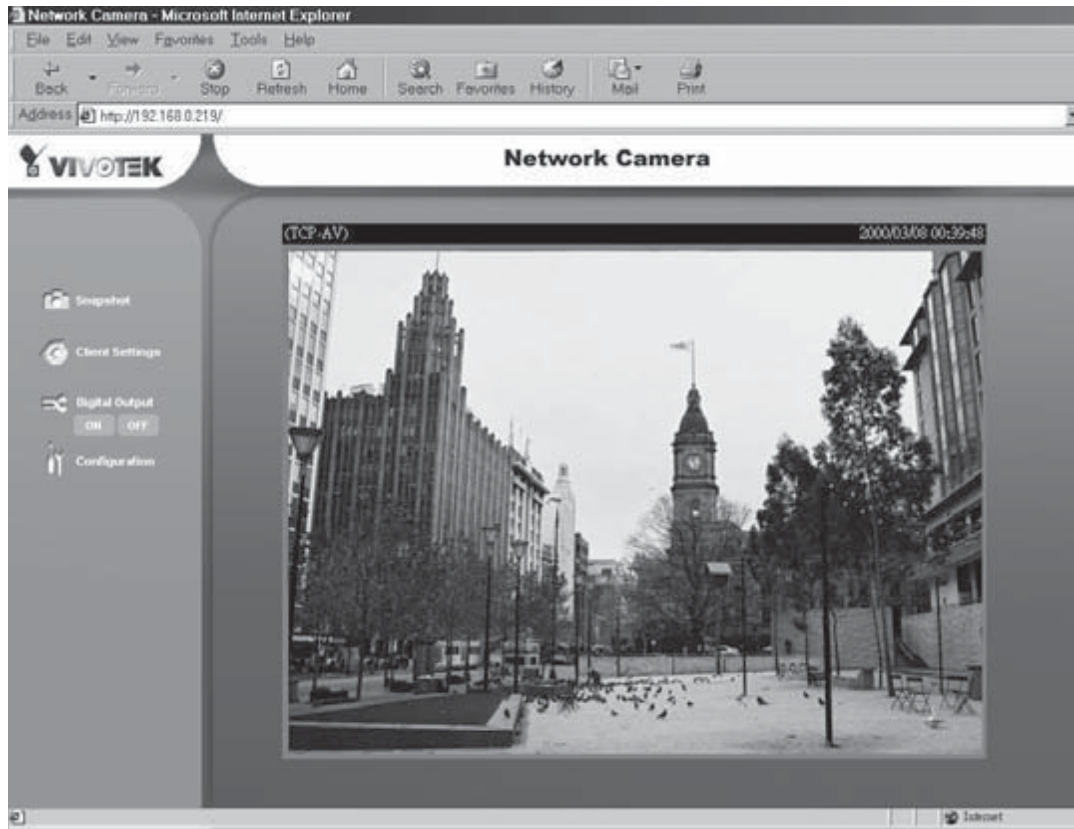 Network Camera - Microsoft Internet Explorer
File Edit View Favorites Tools Help
Back Forward Stop Refresh Home Search Favorites History Mail Print
Address http://192.168.0.219/
VIVOTEK
Network Camera
(TCP-AV) 2000/03/08 00:39:48
Snapshot
Client Settings
Digital Output
ON OFF
Configuration
Internet